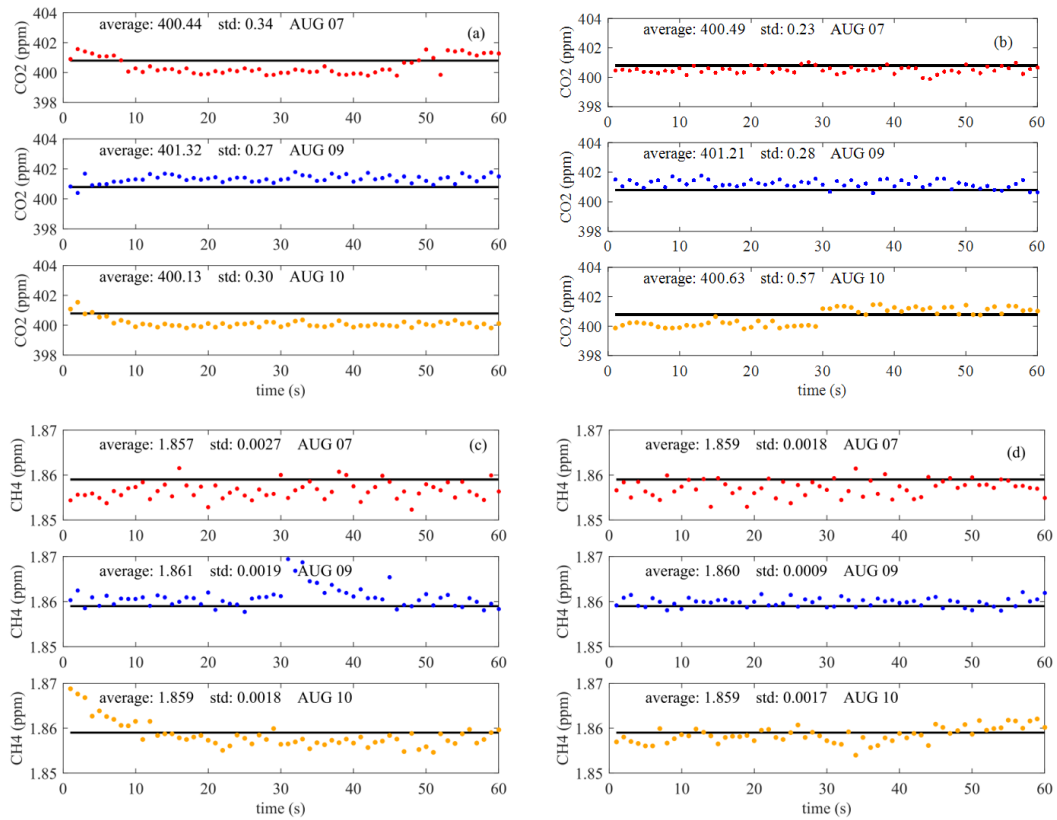 average: 400.44 std: 0.34 AUG 07 (a)
404
402
400
398
CO2 (ppm)
0 10 20 30 40 50 60
average: 401.32 std: 0.27 AUG 09
404
402
400
398
CO2 (ppm)
0 10 20 30 40 50 60
average: 400.13 std: 0.30 AUG 10
404
402
400
398
CO2 (ppm)
0 10 20 30 40 50 60
time (s)
average: 400.49 std: 0.23 AUG 07 (b)
404
402
400
398
CO2 (ppm)
0 10 20 30 40 50 60
average: 401.21 std: 0.28 AUG 09
404
402
400
398
CO2 (ppm)
0 10 20 30 40 50 60
average: 400.63 std: 0.57 AUG 10
404
402
400
398
CO2 (ppm)
0 10 20 30 40 50 60
time (s)
average: 1.857 std: 0.0027 AUG 07 (c)
1.87
1.86
1.85
CH4 (ppm)
0 10 20 30 40 50 60
average: 1.861 std: 0.0019 AUG 09
1.87
1.86
1.85
CH4 (ppm)
0 10 20 30 40 50 60
average: 1.859 std: 0.0018 AUG 10
1.87
1.86
1.85
CH4 (ppm)
0 10 20 30 40 50 60
time (s)
average: 1.859 std: 0.0018 AUG 07 (d)
1.87
1.86
1.85
CH4 (ppm)
0 10 20 30 40 50 60
average: 1.860 std: 0.0009 AUG 09
1.87
1.86
1.85
CH4 (ppm)
0 10 20 30 40 50 60
average: 1.859 std: 0.0017 AUG 10
1.87
1.86
1.85
CH4 (ppm)
0 10 20 30 40 50 60
time (s)